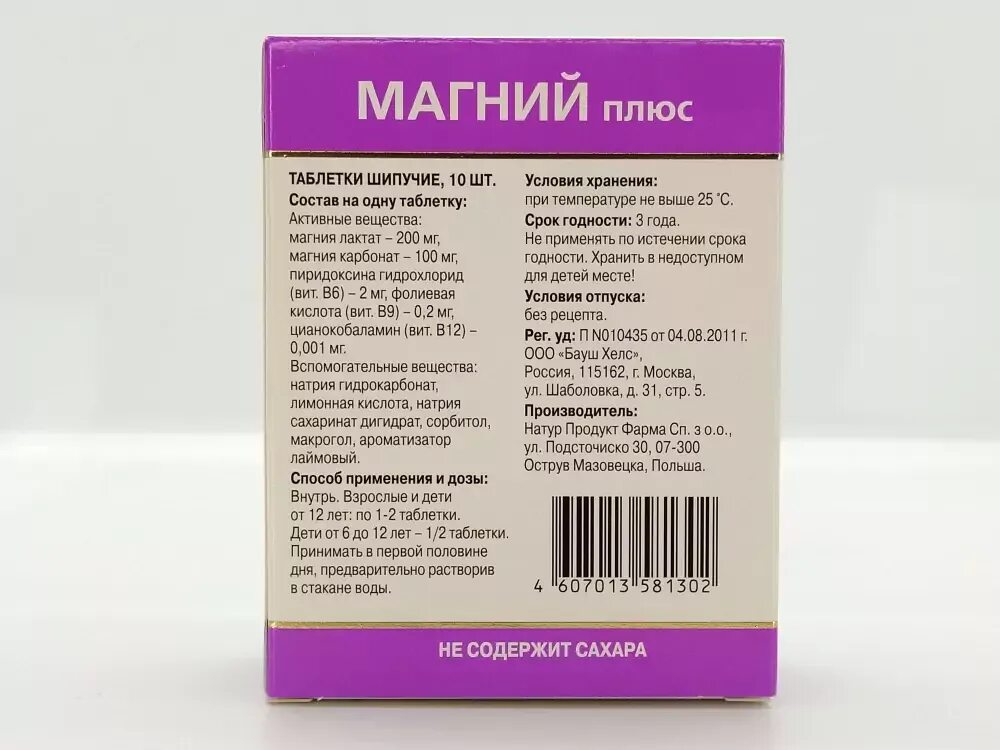 МАГНИЙ плюс
ТАБЛЕТКИ ШИПУЧИЕ, 10 ШТ.
Состав на одну таблетку:
Активные вещества:
магния лактат – 200 мг,
магния карбонат – 100 мг,
пиридоксина гидрохлорид
(вит. В6) – 2 мг, фолиевая
кислота (вит. В9) – 0,2 мг,
цианокобаламин (вит. В12) –
0,001 мг.
Вспомогательные вещества:
натрия гидрокарбонат,
лимонная кислота, натрия
сахаринат дигидрат, сорбитол,
макрогол, ароматизатор
лаймовый.
Способ применения и дозы:
Внутрь. Взрослые и дети
от 12 лет: по 1-2 таблетки.
Дети от 6 до 12 лет – 1/2 таблетки.
Принимать в первой половине
дня, предварительно растворив
в стакане воды.
Условия хранения:
при температуре не выше 25 °С.
Срок годности: 3 года.
Не применять по истечении срока
годности. Хранить в недоступном
для детей месте!
Условия отпуска:
без рецепта.
Рег. уд: П N010435 от 04.08.2011 г.
ООО «Бауш Хелс»,
Россия, 115162, г. Москва,
ул. Шаболовка, д. 31, стр. 5.
Производитель:
Натур Продукт Фарма Сп. з о.о.,
ул. Подсточиско 30, 07-300
Острув Мазовецка, Польша.
4 607013 581302
НЕ СОДЕРЖИТ САХАРА